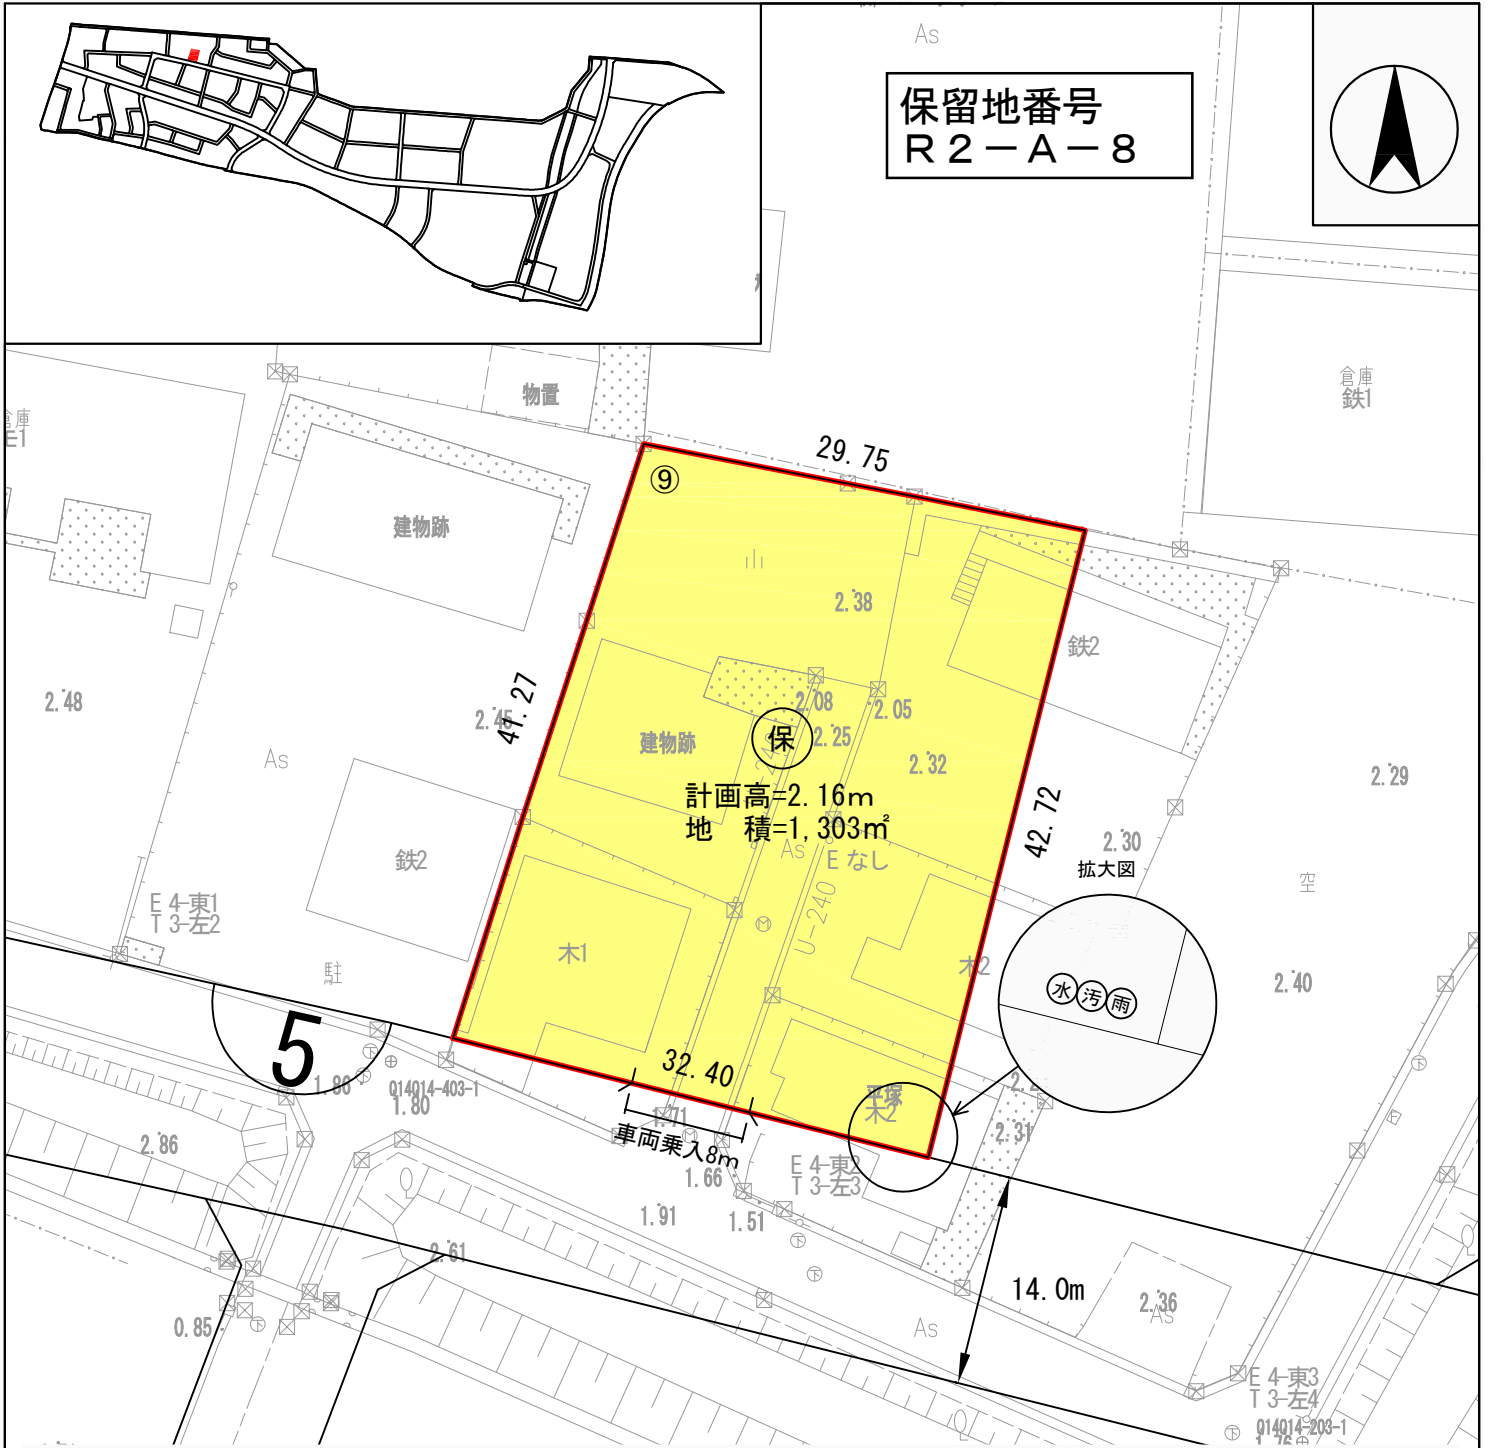 As
保留地番号
R2-A-8
物置
倉庫
鉄1
倉庫
29.75
⑨
建物跡
2.38
鉄2
2.48
41.27
2.45
2.08
2.05
保
2.25
建物跡
2.32
As
2.29
計画高=2.16m
地 積=1,303㎡
42.72
2.30
As
E なし
鉄2
拡大図
空
E 4-東1
T 3-左2
U-240
木1
木2
駐
水汚雨
2.40
5
32.40
1.80
014014-403-1
1.80
平塚
木2
1.71
2.31
車両乗入8m
2.86
E 4-東2
T 3-左3
1.66
1.91
1.51
2.61
14.0m
2.36
As
0.85
As
E 4-東3
T 3-左4
014014-203-1
1.76